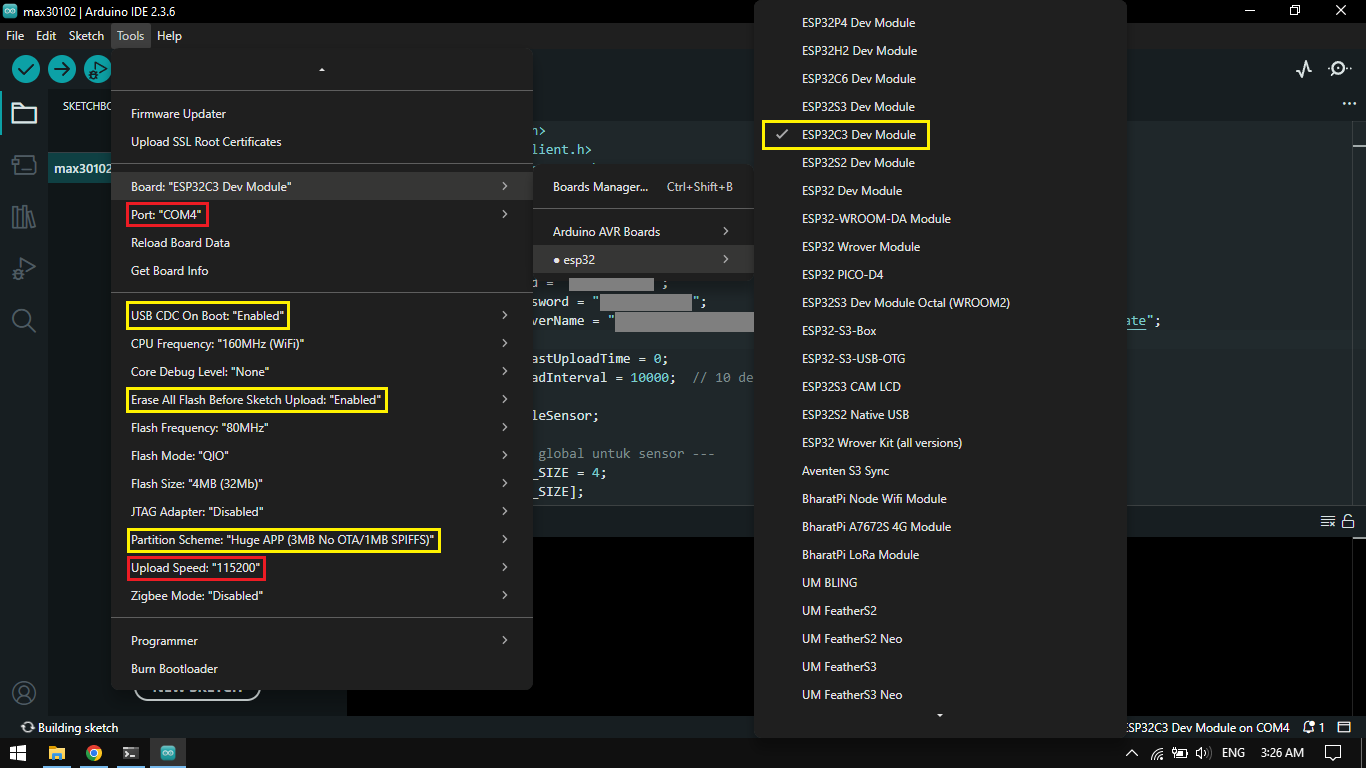 max30102 | Arduino IDE 2.3.6
File Edit Sketch Tools Help
SKETCHBO
max30102
Firmware Updater
Upload SSL Root Certificates
Board: "ESP32C3 Dev Module"
Port: "COM4"
Reload Board Data
Get Board Info
USB CDC On Boot: "Enabled"
CPU Frequency: "160MHz (WiFi)"
Core Debug Level: "None"
Erase All Flash Before Sketch Upload: "Enabled"
Flash Frequency: "80MHz"
Flash Mode: "QIO"
Flash Size: "4MB (32Mb)"
JTAG Adapter: "Disabled"
Partition Scheme: "Huge APP (3MB No OTA/1MB SPIFFS)"
Upload Speed: "115200"
Zigbee Mode: "Disabled"
Programmer
Burn Bootloader
NEW SKETCH
h>
lient.h>
Boards Manager... Ctrl+Shift+B
Arduino AVR Boards
● esp32
d = ;
sword = " ";
verName = " ate";
astUploadTime = 0;
adInterval = 10000; // 10 de
leSensor;
global untuk sensor ---
_SIZE = 4;
_SIZE];
ESP32P4 Dev Module
ESP32H2 Dev Module
ESP32C6 Dev Module
ESP32S3 Dev Module
✓ ESP32C3 Dev Module
ESP32S2 Dev Module
ESP32 Dev Module
ESP32-WROOM-DA Module
ESP32 Wrover Module
ESP32 PICO-D4
ESP32S3 Dev Module Octal (WROOM2)
ESP32-S3-Box
ESP32-S3-USB-OTG
ESP32S3 CAM LCD
ESP32S2 Native USB
ESP32 Wrover Kit (all versions)
Aventen S3 Sync
BharatPi Node Wifi Module
BharatPi A7672S 4G Module
BharatPi LoRa Module
UM BLING
UM FeatherS2
UM FeatherS2 Neo
UM FeatherS3
UM FeatherS3 Neo
Building sketch
ESP32C3 Dev Module on COM4 1
ENG 3:26 AM